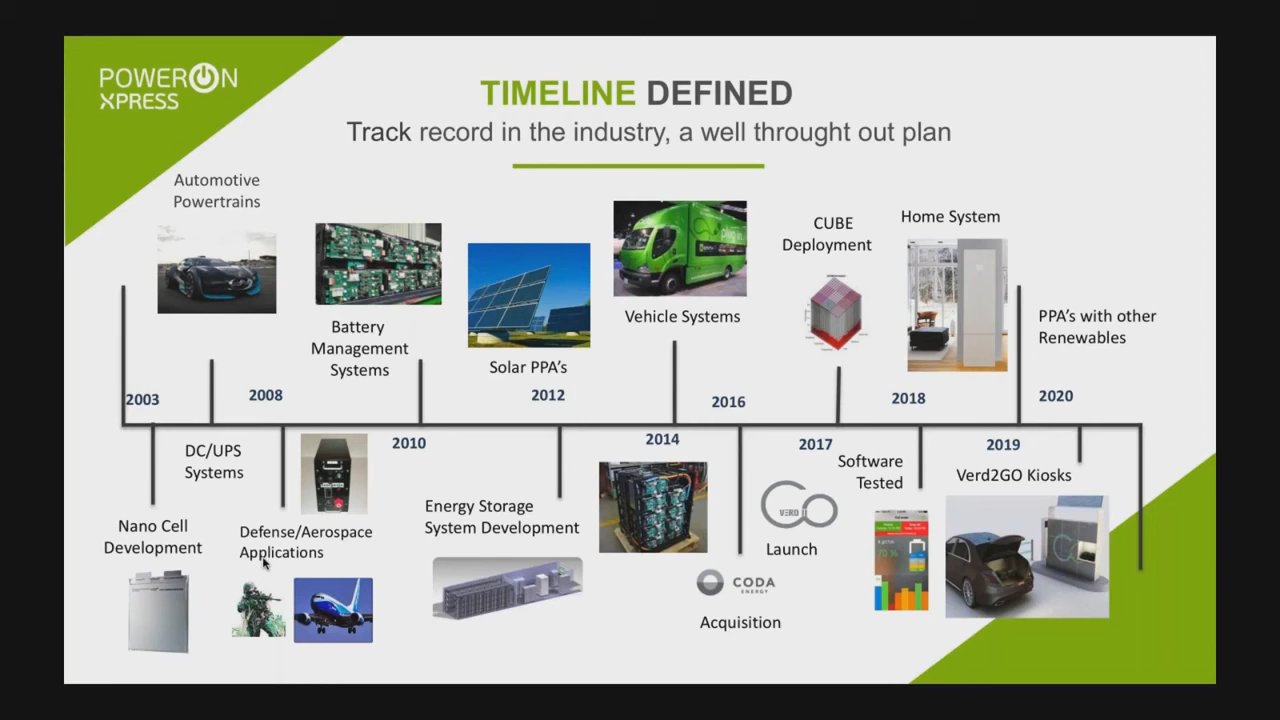 POWERON
XPRESS
TIMELINE DEFINED
Track record in the industry, a well throught out plan
Automotive
Powertrains
Battery
Management
Systems
Solar PPA's
Vehicle Systems
CUBE
Deployment
Home System
PPA's with other
Renewables
2003
2008
2010
2012
2014
2016
2017
2018
2019
2020
Nano Cell
Development
DC/UPS
Systems
Defense/Aerospace
Applications
Energy Storage
System Development
CODA
ENERGY
Acquisition
VERD
Launch
Software
Tested
70 %
Verd2GO Kiosks